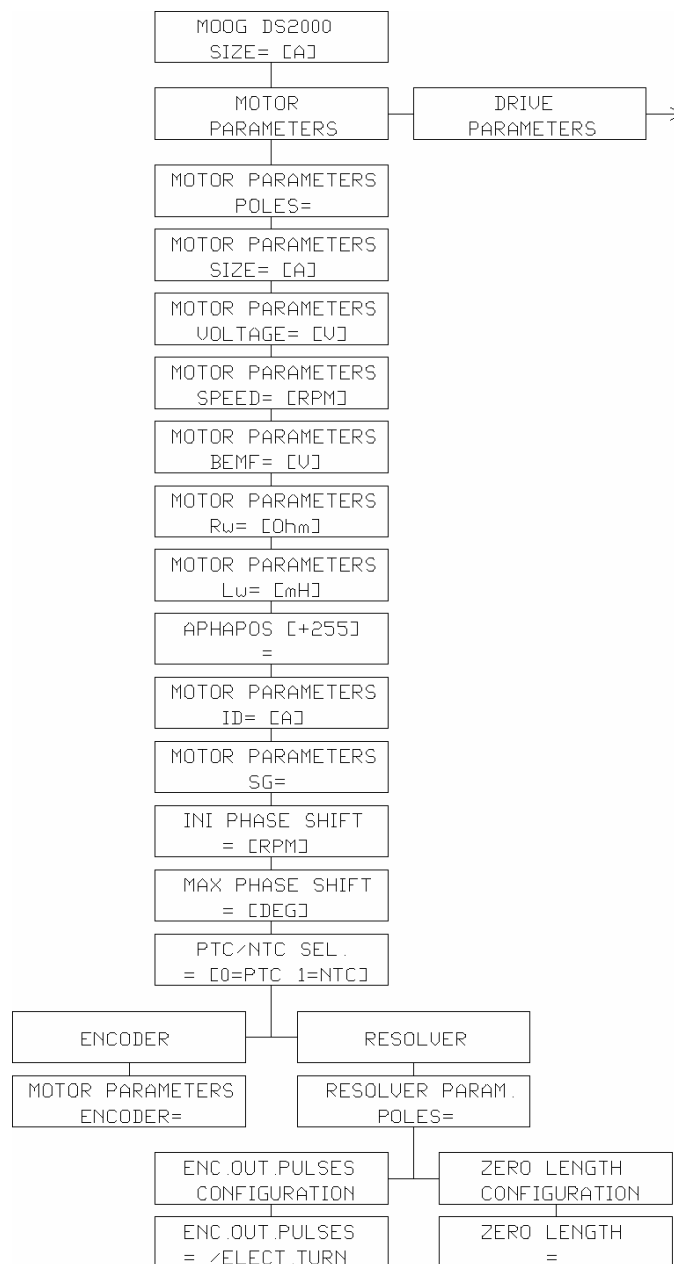 MOOG DS2000
SIZE= [A]
MOTOR
PARAMETERS
DRIVE
PARAMETERS
MOTOR PARAMETERS
POLES=
MOTOR PARAMETERS
SIZE= [A]
MOTOR PARAMETERS
VOLTAGE= [V]
MOTOR PARAMETERS
SPEED= [RPM]
MOTOR PARAMETERS
BEMF= [V]
MOTOR PARAMETERS
Rw= [Ohm]
MOTOR PARAMETERS
Lw= [mH]
APHAPOS [+255]
=
MOTOR PARAMETERS
ID= [A]
MOTOR PARAMETERS
SG=
INI PHASE SHIFT
= [RPM]
MAX PHASE SHIFT
= [DEG]
PTC/NTC SEL.
= [0=PTC 1=NTC]
ENCODER
RESOLVER
MOTOR PARAMETERS
ENCODER=
RESOLVER PARAM.
POLES=
ENC.OUT.PULSES
CONFIGURATION
ZERO LENGTH
CONFIGURATION
ENC.OUT.PULSES
= /ELECT.TURN
ZERO LENGTH
=